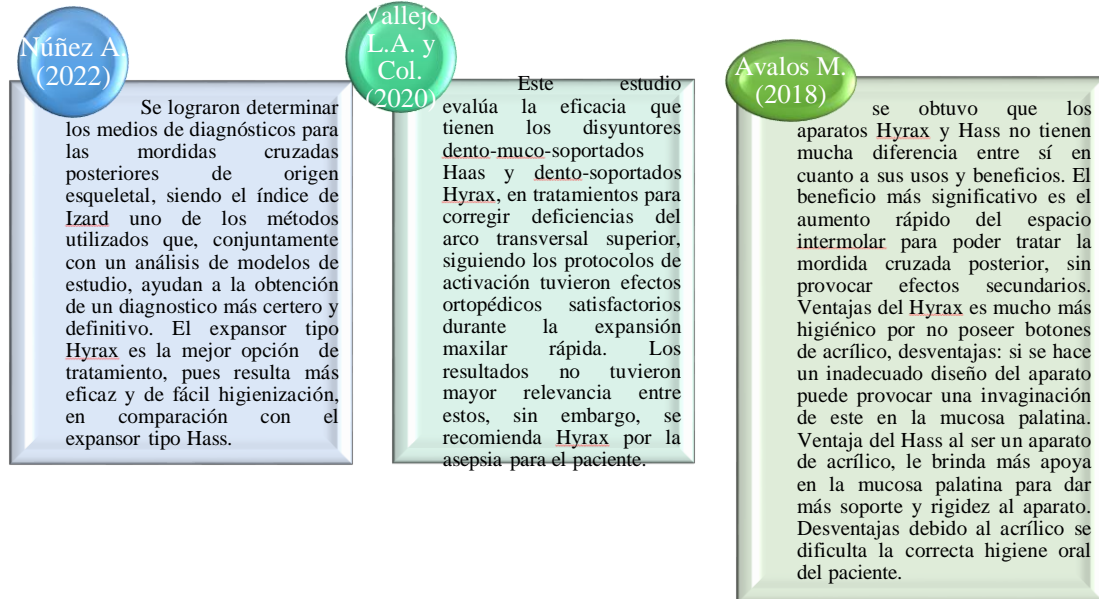 Núñez A.
(2022)
Se lograron determinar
los medios de diagnósticos para
las mordidas cruzadas
posteriores de origen
esqueletal, siendo el índice de
Izard uno de los métodos
utilizados que, conjuntamente
con un análisis de modelos de
estudio, ayudan a la obtención
de un diagnostico más certero y
definitivo. El expansor tipo
Hyrax es la mejor opción de
tratamiento, pues resulta más
eficaz y de fácil higienización,
en comparación con el
expansor tipo Hass.
Vallejo
L.A. y
Col.
(2020)
Este estudio
evalúa la eficacia que
tienen los disyuntores
dento-muco-soportados
Haas y dento-soportados
Hyrax, en tratamientos para
corregir deficiencias del
arco transversal superior,
siguiendo los protocolos de
activación tuvieron efectos
ortopédicos satisfactorios
durante la expansión
maxilar rápida. Los
resultados no tuvieron
mayor relevancia entre
estos, sin embargo, se
recomienda Hyrax por la
asepsia para el paciente.
Avalos M.
(2018)
se obtuvo que los
aparatos Hyrax y Hass no tienen
mucha diferencia entre sí en
cuanto a sus usos y beneficios. El
beneficio más significativo es el
aumento rápido del espacio
intermolar para poder tratar la
mordida cruzada posterior, sin
provocar efectos secundarios.
Ventajas del Hyrax es mucho más
higiénico por no poseer botones
de acrílico, desventajas: si se hace
un inadecuado diseño del aparato
puede provocar una invaginación
de este en la mucosa palatina.
Ventaja del Hass al ser un aparato
de acrílico, le brinda más apoya
en la mucosa palatina para dar
más soporte y rigidez al aparato.
Desventajas debido al acrílico se
dificulta la correcta higiene oral
del paciente.